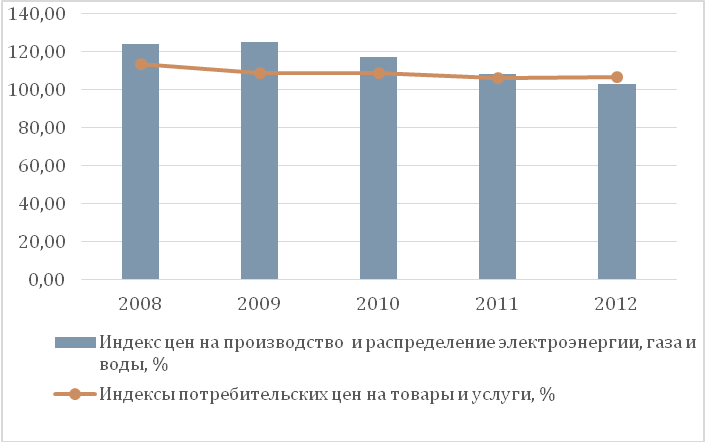 140,00
120,00
100,00
80,00
60,00
40,00
20,00
0,00
2008 2009 2010 2011 2012
Индекс цен на производство и распределение электроэнергии, газа и
воды, %
Индексы потребительских цен на товары и услуги, %